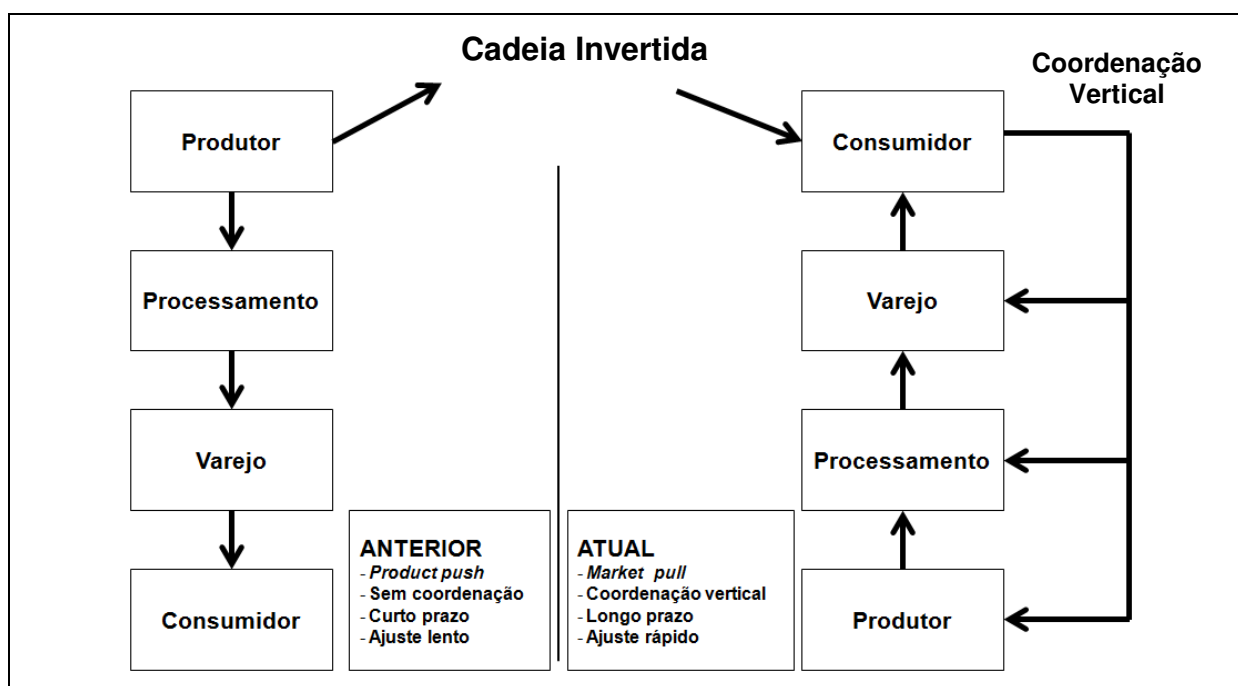 Cadeia Invertida
Coordenação
Vertical
Produtor
Processamento
Varejo
Consumidor
ANTERIOR
- Product push
- Sem coordenação
- Curto prazo
- Ajuste lento
ATUAL
- Market pull
- Coordenação vertical
- Longo prazo
- Ajuste rápido
Consumidor
Varejo
Processamento
Produtor